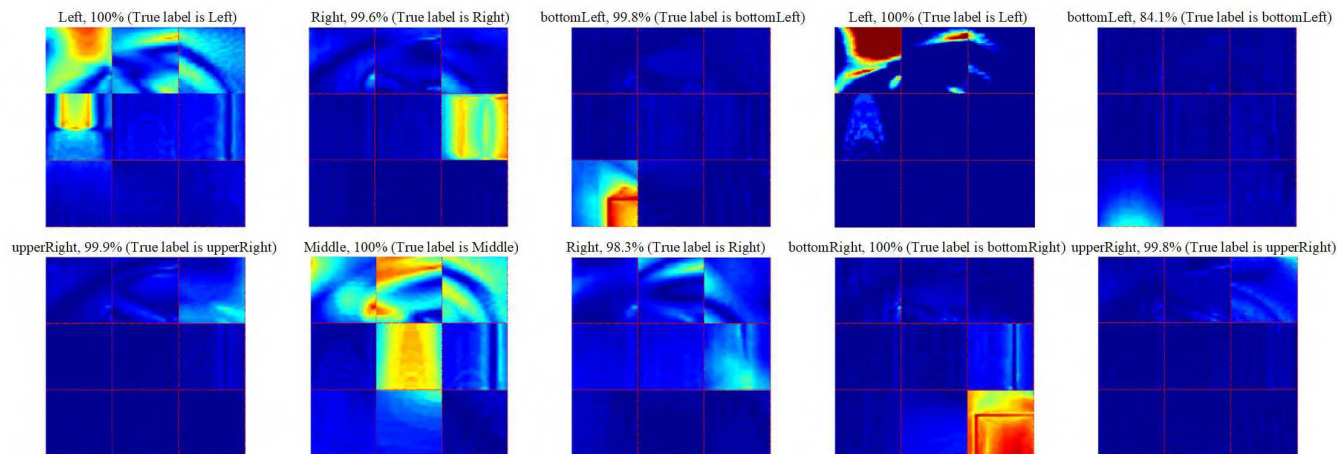 Left, 100% (True label is Left)
Right, 99.6% (True label is Right)
bottomLeft, 99.8% (True label is bottomLeft)
Left, 100% (True label is Left)
bottomLeft, 84.1% (True label is bottomLeft)
upperRight, 99.9% (True label is upperRight)
Middle, 100% (True label is Middle)
Right, 98.3% (True label is Right)
bottomRight, 100% (True label is bottomRight)
upperRight, 99.8% (True label is upperRight)